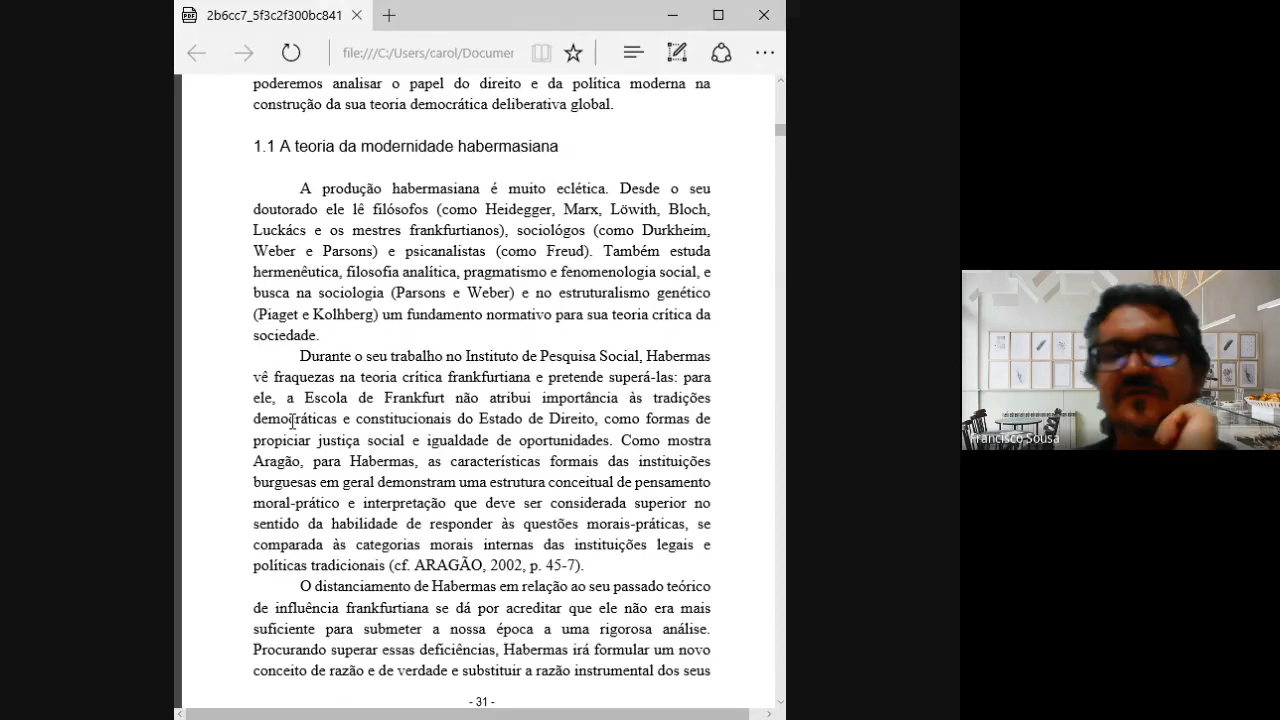 2b6cc7_5f3c2f300bc841
file:///C:/Users/carol/Documer
poderemos analisar o papel do direito e da política moderna na
construção da sua teoria democrática deliberativa global.
1.1 A teoria da modernidade habermasiana
A produção habermasiana é muito eclética. Desde o seu
doutorado ele lê filósofos (como Heidegger, Marx, Löwith, Bloch,
Luckács e os mestres frankfurtianos), sociológos (como Durkheim,
Weber e Parsons) e psicanalistas (como Freud). Também estuda
hermenêutica, filosofia analítica, pragmatismo e fenomenologia social, e
busca na sociologia (Parsons e Weber) e no estruturalismo genético
(Piaget e Kolhberg) um fundamento normativo para sua teoria crítica da
sociedade.
Durante o seu trabalho no Instituto de Pesquisa Social, Habermas
vê fraquezas na teoria crítica frankfurtiana e pretende superá-las: para
ele, a Escola de Frankfurt não atribui importância às tradições
democráticas e constitucionais do Estado de Direito, como formas de
propiciar justiça social e igualdade de oportunidades. Como mostra
Aragão, para Habermas, as características formais das instituições
burguesas em geral demonstram uma estrutura conceitual de pensamento
moral-prático e interpretação que deve ser considerada superior no
sentido da habilidade de responder às questões morais-práticas, se
comparada às categorias morais internas das instituições legais e
políticas tradicionais (cf. ARAGÃO, 2002, p. 45-7).
O distanciamento de Habermas em relação ao seu passado teórico
de influência frankfurtiana se dá por acreditar que ele não era mais
suficiente para submeter a nossa época a uma rigorosa análise.
Procurando superar essas deficiências, Habermas irá formular um novo
conceito de razão e de verdade e substituir a razão instrumental dos seus
- 31 -
Francisco Sousa